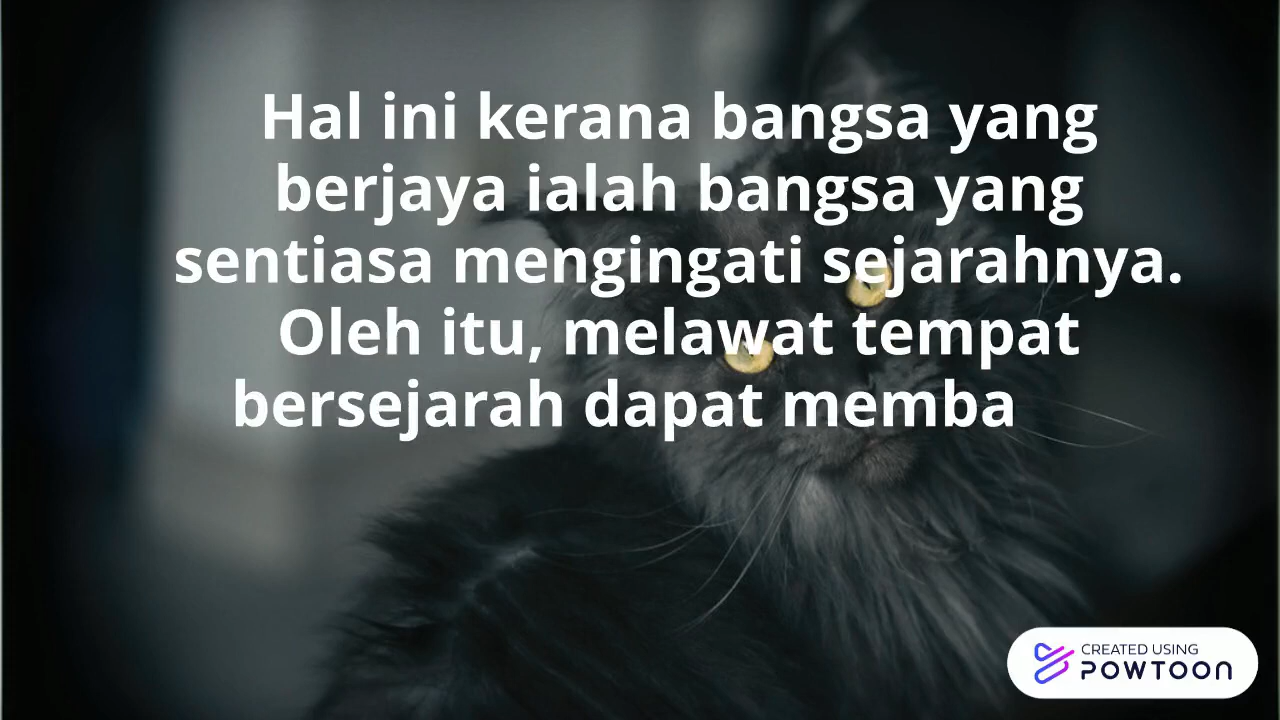 Hal ini kerana bangsa yang
berjaya ialah bangsa yang
sentiasa mengingati sejarahnya.
Oleh itu, melawat tempat
bersejarah dapat memba
CREATED USING
POWTOON